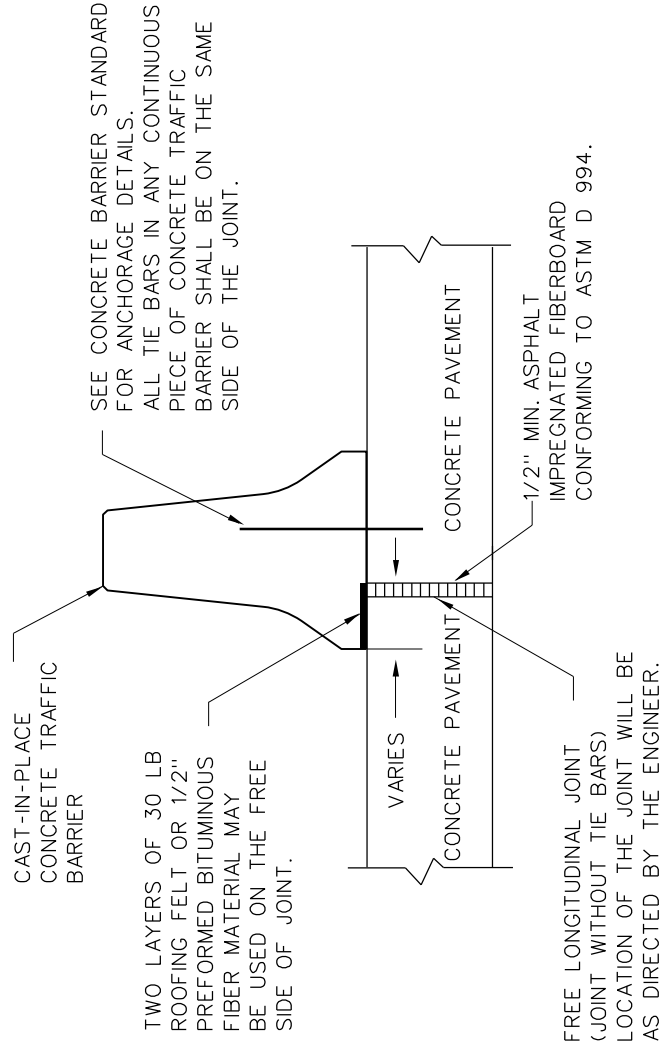 CAST-IN-PLACE
CONCRETE TRAFFIC
BARRIER
SEE CONCRETE BARRIER STANDARD
FOR ANCHORAGE DETAILS.
ALL TIE BARS IN ANY CONTINUOUS
PIECE OF CONCRETE TRAFFIC
BARRIER SHALL BE ON THE SAME
SIDE OF THE JOINT.
TWO LAYERS OF 30 LB
ROOFING FELT OR 1/2"
PREFORMED BITUMINOUS
FIBER MATERIAL MAY
BE USED ON THE FREE
SIDE OF JOINT.
VARIES
CONCRETE PAVEMENT
CONCRETE PAVEMENT
1/2" MIN. ASPHALT
IMPREGNATED FIBERBOARD
CONFORMING TO ASTM D 994.
FREE LONGITUDINAL JOINT
(JOINT WITHOUT TIE BARS)
LOCATION OF THE JOINT WILL BE
AS DIRECTED BY THE ENGINEER.